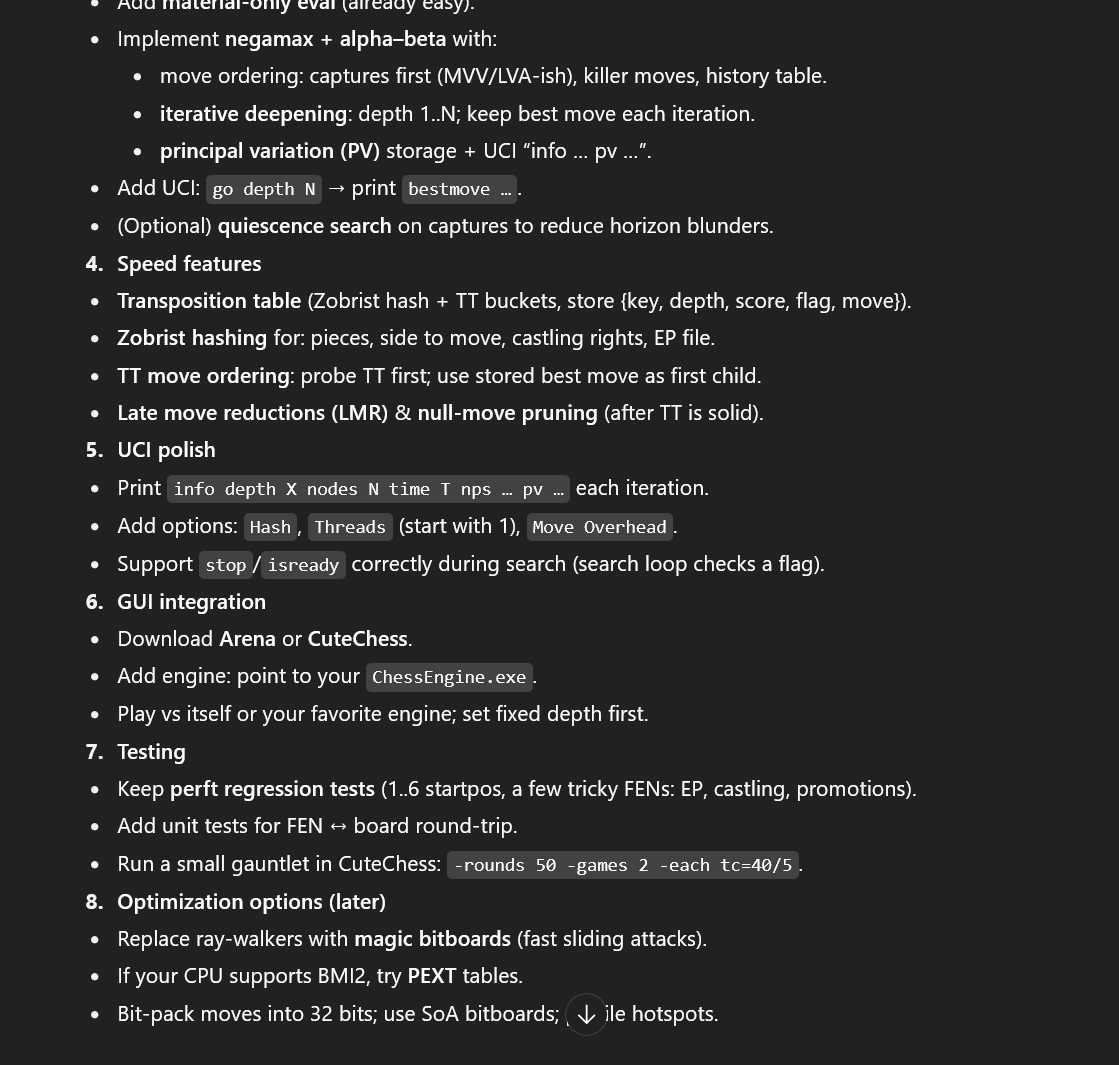 • Add material-only eval (already easy).
• Implement negamax + alpha–beta with:
• move ordering: captures first (MVV/LVA-ish), killer moves, history table.
• iterative deepening: depth 1..N; keep best move each iteration.
• principal variation (PV) storage + UCI “info … pv …”.
• Add UCI: go depth N → print bestmove ….
• (Optional) quiescence search on captures to reduce horizon blunders.
4. Speed features
• Transposition table (Zobrist hash + TT buckets, store {key, depth, score, flag, move}).
• Zobrist hashing for: pieces, side to move, castling rights, EP file.
• TT move ordering: probe TT first; use stored best move as first child.
• Late move reductions (LMR) & null-move pruning (after TT is solid).
5. UCI polish
• Print info depth X nodes N time T nps … pv … each iteration.
• Add options: Hash, Threads (start with 1), Move Overhead.
• Support stop/isready correctly during search (search loop checks a flag).
6. GUI integration
• Download Arena or CuteChess.
• Add engine: point to your ChessEngine.exe.
• Play vs itself or your favorite engine; set fixed depth first.
7. Testing
• Keep perft regression tests (1..6 startpos, a few tricky FENs: EP, castling, promotions).
• Add unit tests for FEN ↔ board round-trip.
• Run a small gauntlet in CuteChess: -rounds 50 -games 2 -each tc=40/5.
8. Optimization options (later)
• Replace ray-walkers with magic bitboards (fast sliding attacks).
• If your CPU supports BMI2, try PEXT tables.
• Bit-pack moves into 32 bits; use SoA bitboards; hotspots.